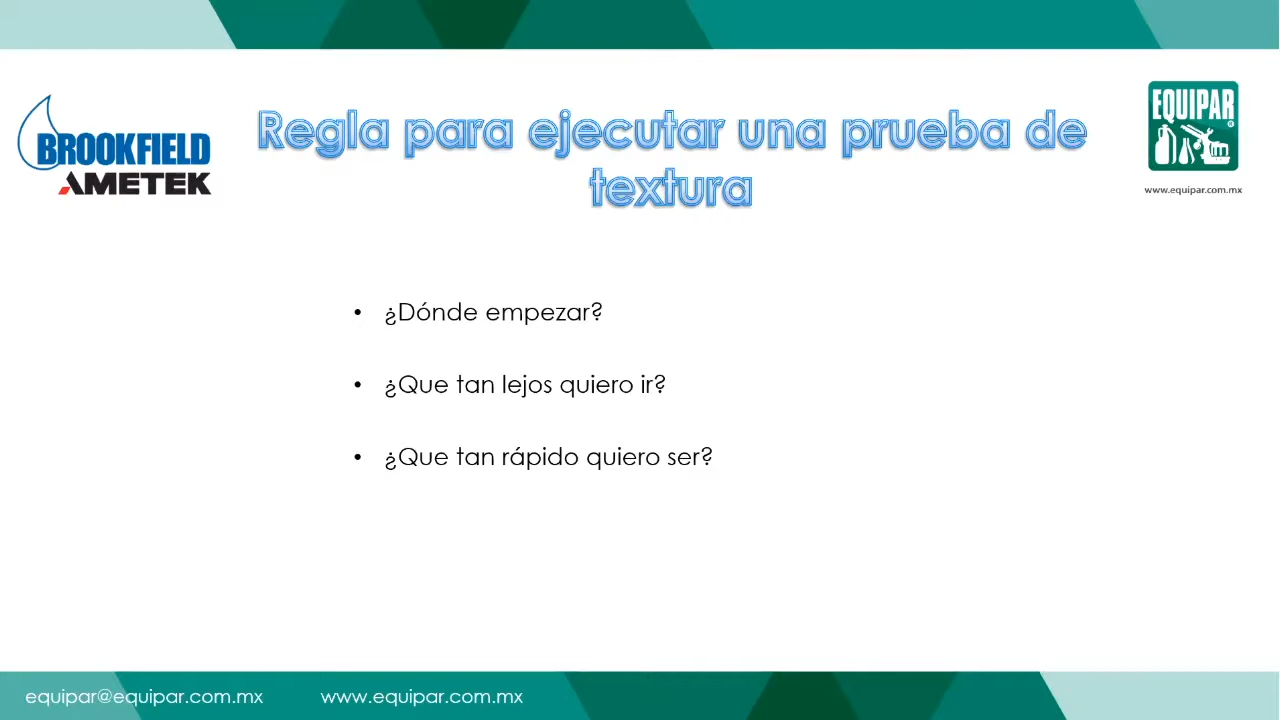 BROOKFIELD
AMETEK
Regla para ejecutar una prueba de
textura
EQUIPAR
www.equipar.com.mx
• ¿Dónde empezar?
• ¿Que tan lejos quiero ir?
• ¿Que tan rápido quiero ser?
equipar@equipar.com.mx www.equipar.com.mx